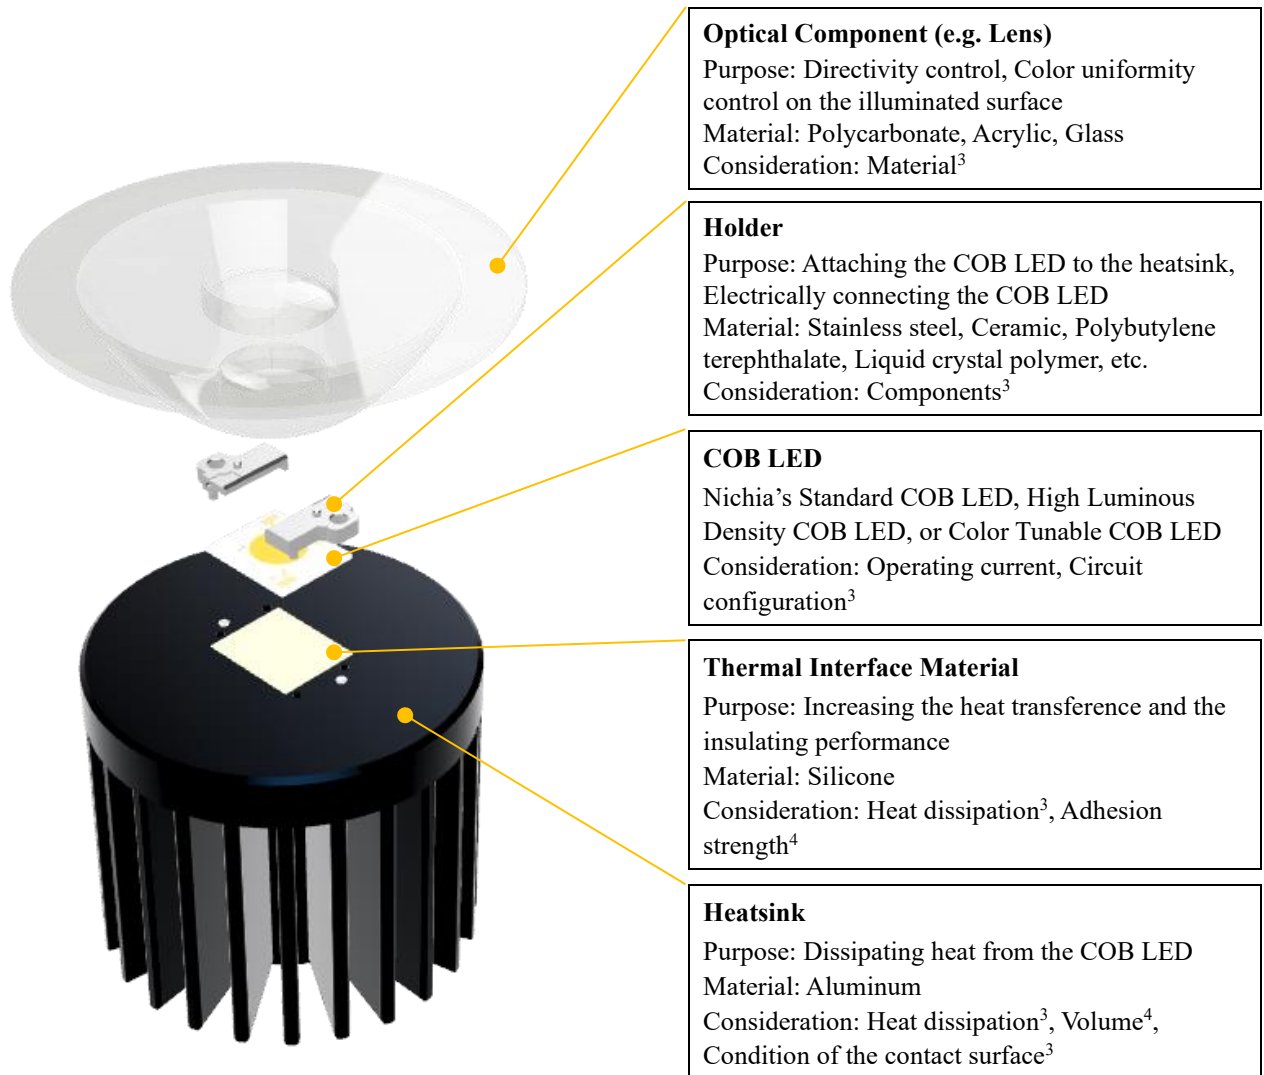 Optical Component (e.g. Lens)
Purpose: Directivity control, Color uniformity
control on the illuminated surface
Material: Polycarbonate, Acrylic, Glass
Consideration: Material³
Holder
Purpose: Attaching the COB LED to the heatsink,
Electrically connecting the COB LED
Material: Stainless steel, Ceramic, Polybutylene
terephthalate, Liquid crystal polymer, etc.
Consideration: Components³
COB LED
Nichia’s Standard COB LED, High Luminous
Density COB LED, or Color Tunable COB LED
Consideration: Operating current, Circuit
configuration³
Thermal Interface Material
Purpose: Increasing the heat transference and the
insulating performance
Material: Silicone
Consideration: Heat dissipation³, Adhesion
strength⁴
Heatsink
Purpose: Dissipating heat from the COB LED
Material: Aluminum
Consideration: Heat dissipation³, Volume⁴,
Condition of the contact surface³